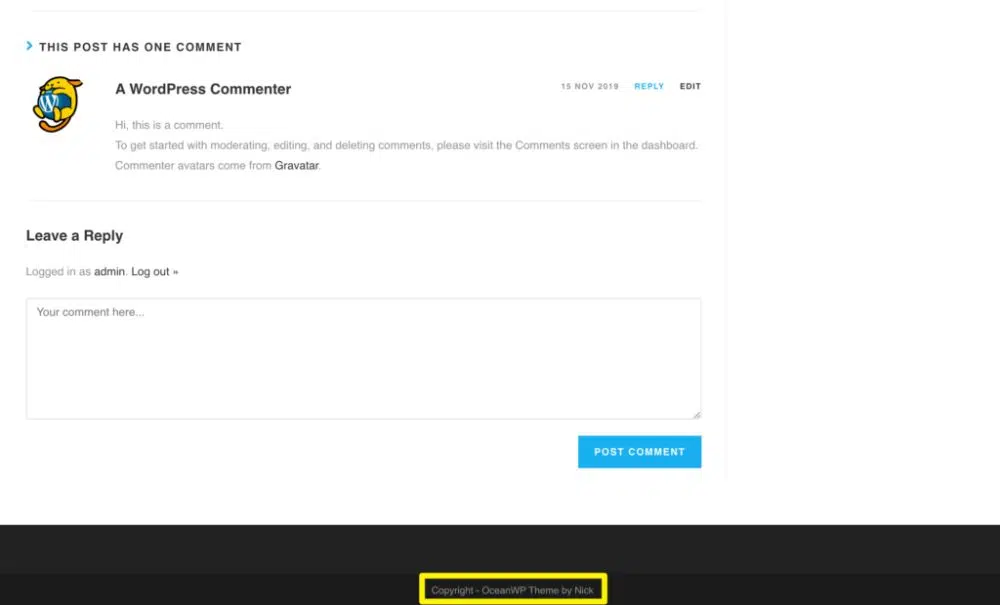 THIS POST HAS ONE COMMENT
A WordPress Commenter
15 NOV 2019 REPLY EDIT
Hi, this is a comment.
To get started with moderating, editing, and deleting comments, please visit the Comments screen in the dashboard.
Commenter avatars come from Gravatar.
Leave a Reply
Logged in as admin. Log out »
Your comment here...
POST COMMENT
Copyright - OceanWP Theme by Nick